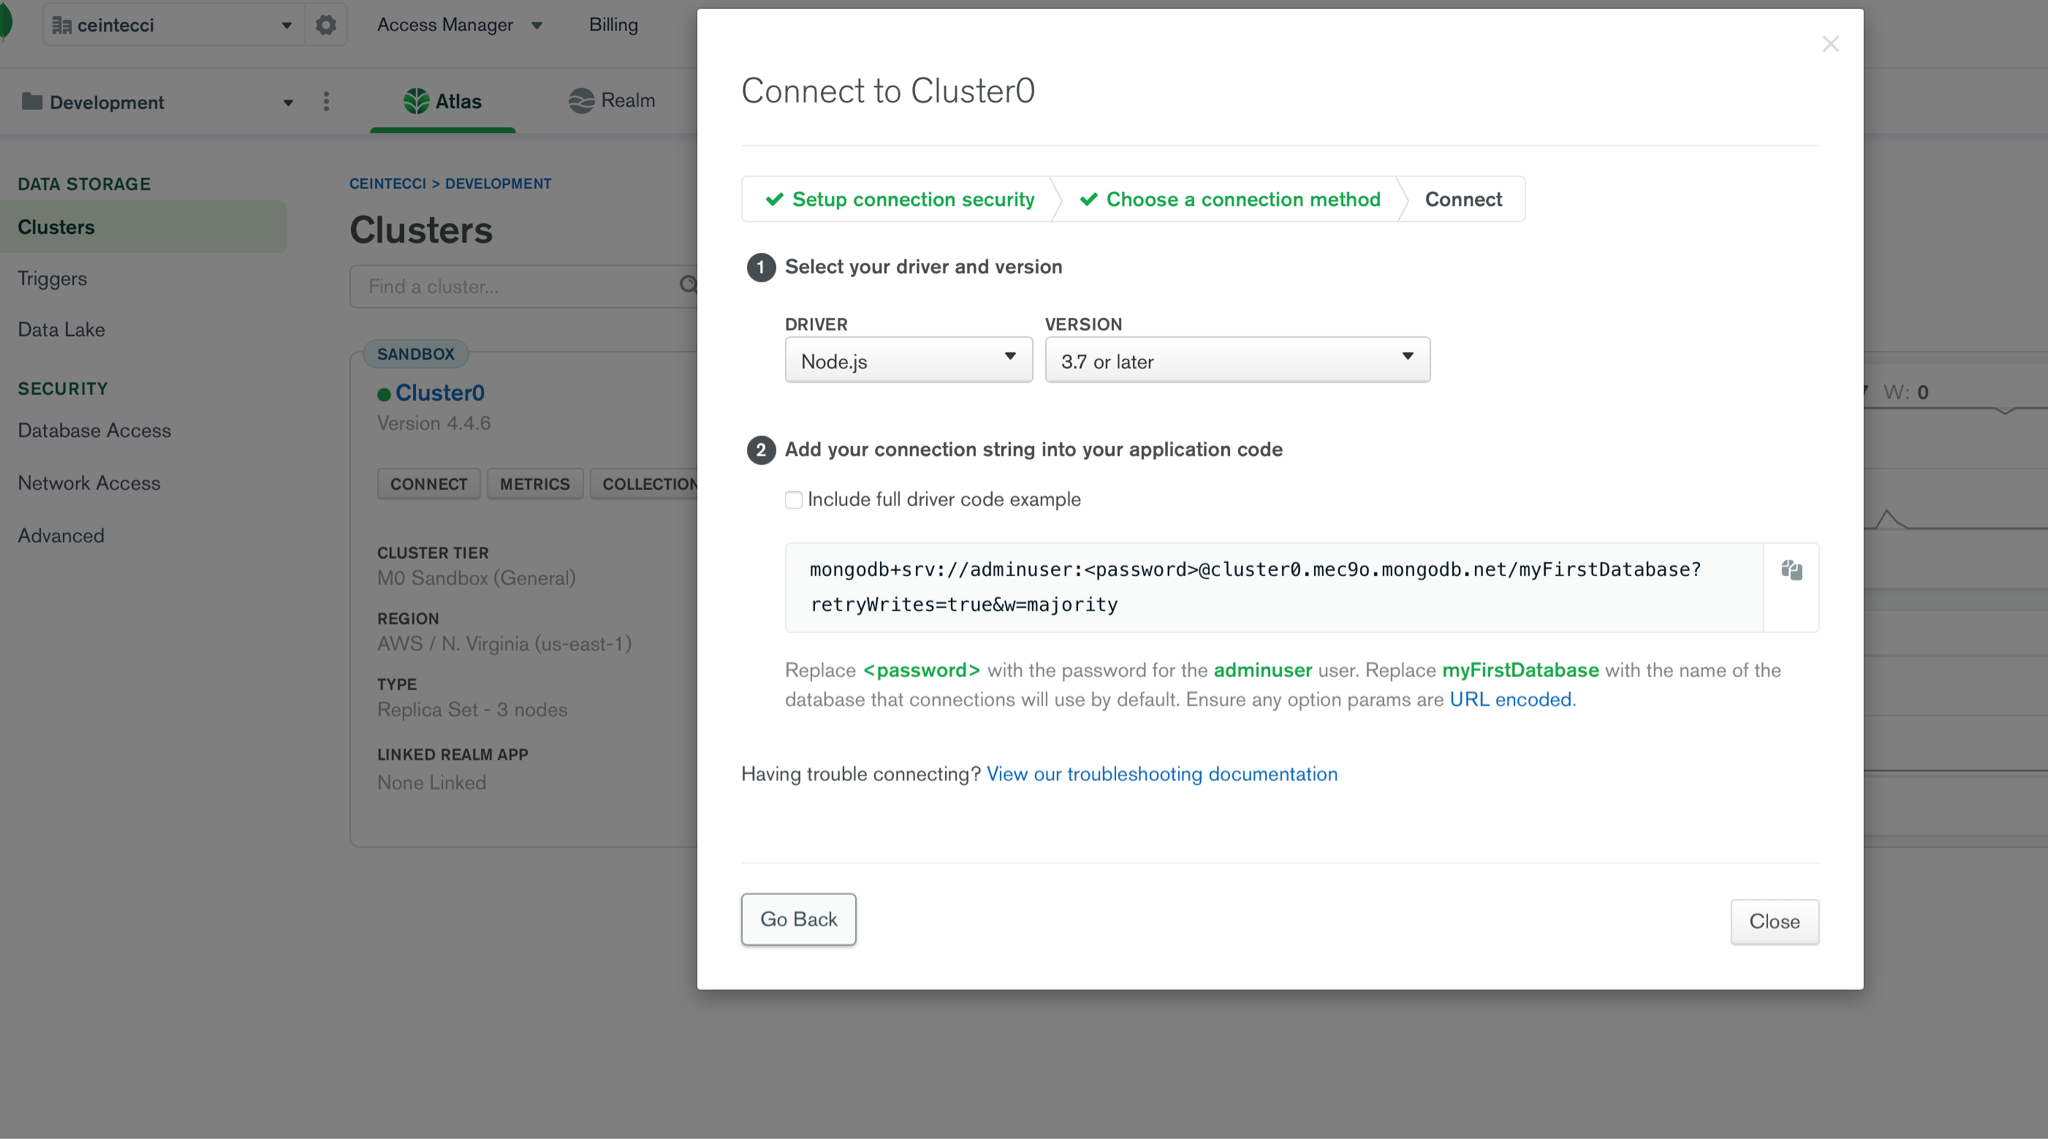 ceintecci
Access Manager
Billing
Development
Atlas
Realm
DATA STORAGE
Clusters
Triggers
Data Lake
SECURITY
Database Access
Network Access
Advanced
CEINTECCI > DEVELOPMENT
Clusters
Find a cluster...
SANDBOX
Cluster0
Version 4.4.6
CONNECT
METRICS
COLLECTION
CLUSTER TIER
M0 Sandbox (General)
REGION
AWS / N. Virginia (us-east-1)
TYPE
Replica Set - 3 nodes
LINKED REALM APP
None Linked
Connect to Cluster0
Setup connection security
Choose a connection method
Connect
1 Select your driver and version
DRIVER
VERSION
Node.js
3.7 or later
2 Add your connection string into your application code
Include full driver code example
mongodb+srv://adminuser:<password>@cluster0.mec9o.mongodb.net/myFirstDatabase?
retryWrites=true&w=majority
Replace <password> with the password for the adminuser user. Replace myFirstDatabase with the name of the
database that connections will use by default. Ensure any option params are URL encoded.
Having trouble connecting? View our troubleshooting documentation
Go Back
Close
W: 0